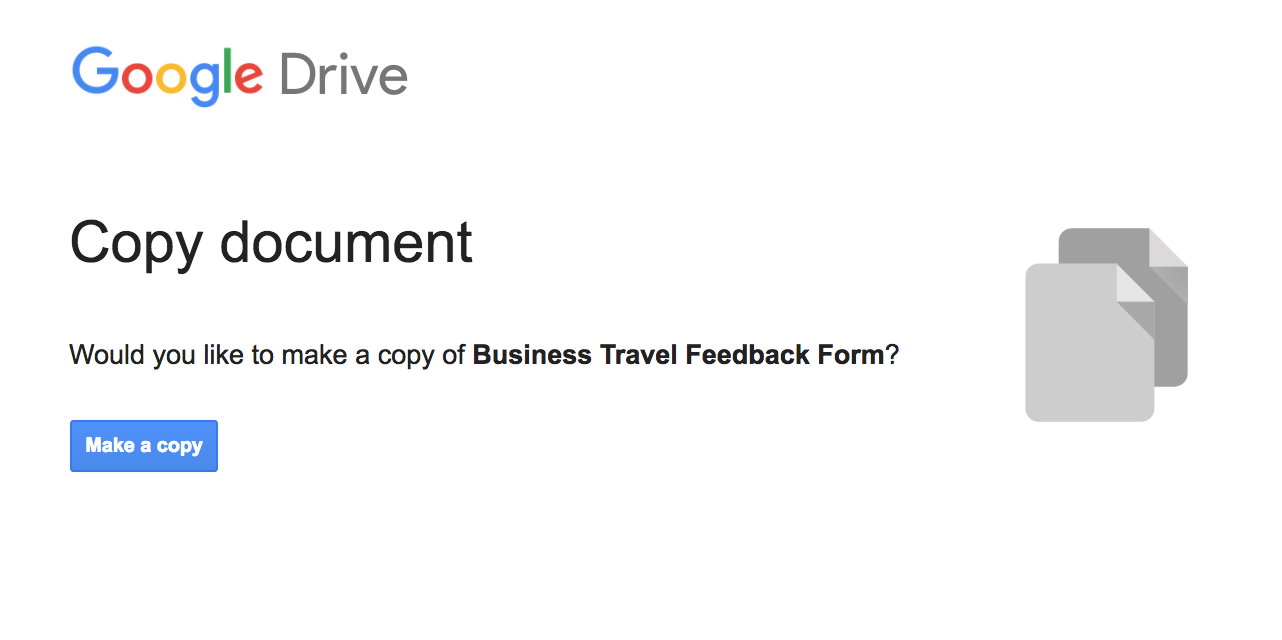 Google Drive
Copy document
Would you like to make a copy of Business Travel Feedback Form?
Make a copy